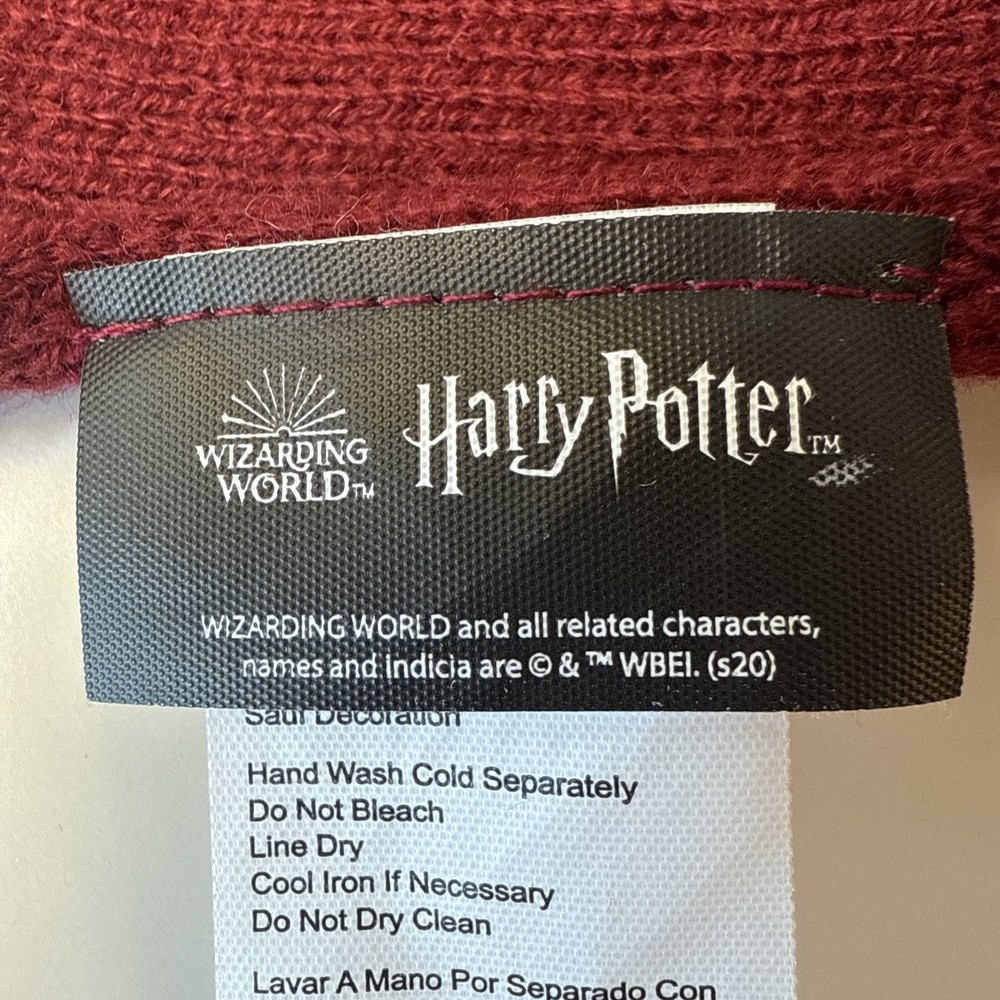 WIZARDING
WORLD™
Harry Potter™
WIZARDING WORLD and all related characters,
names and indicia are © & ™ WBEI. (s20)
Sauf Decoration
Hand Wash Cold Separately
Do Not Bleach
Line Dry
Cool Iron If Necessary
Do Not Dry Clean
Lavar A Mano Por Separado Con